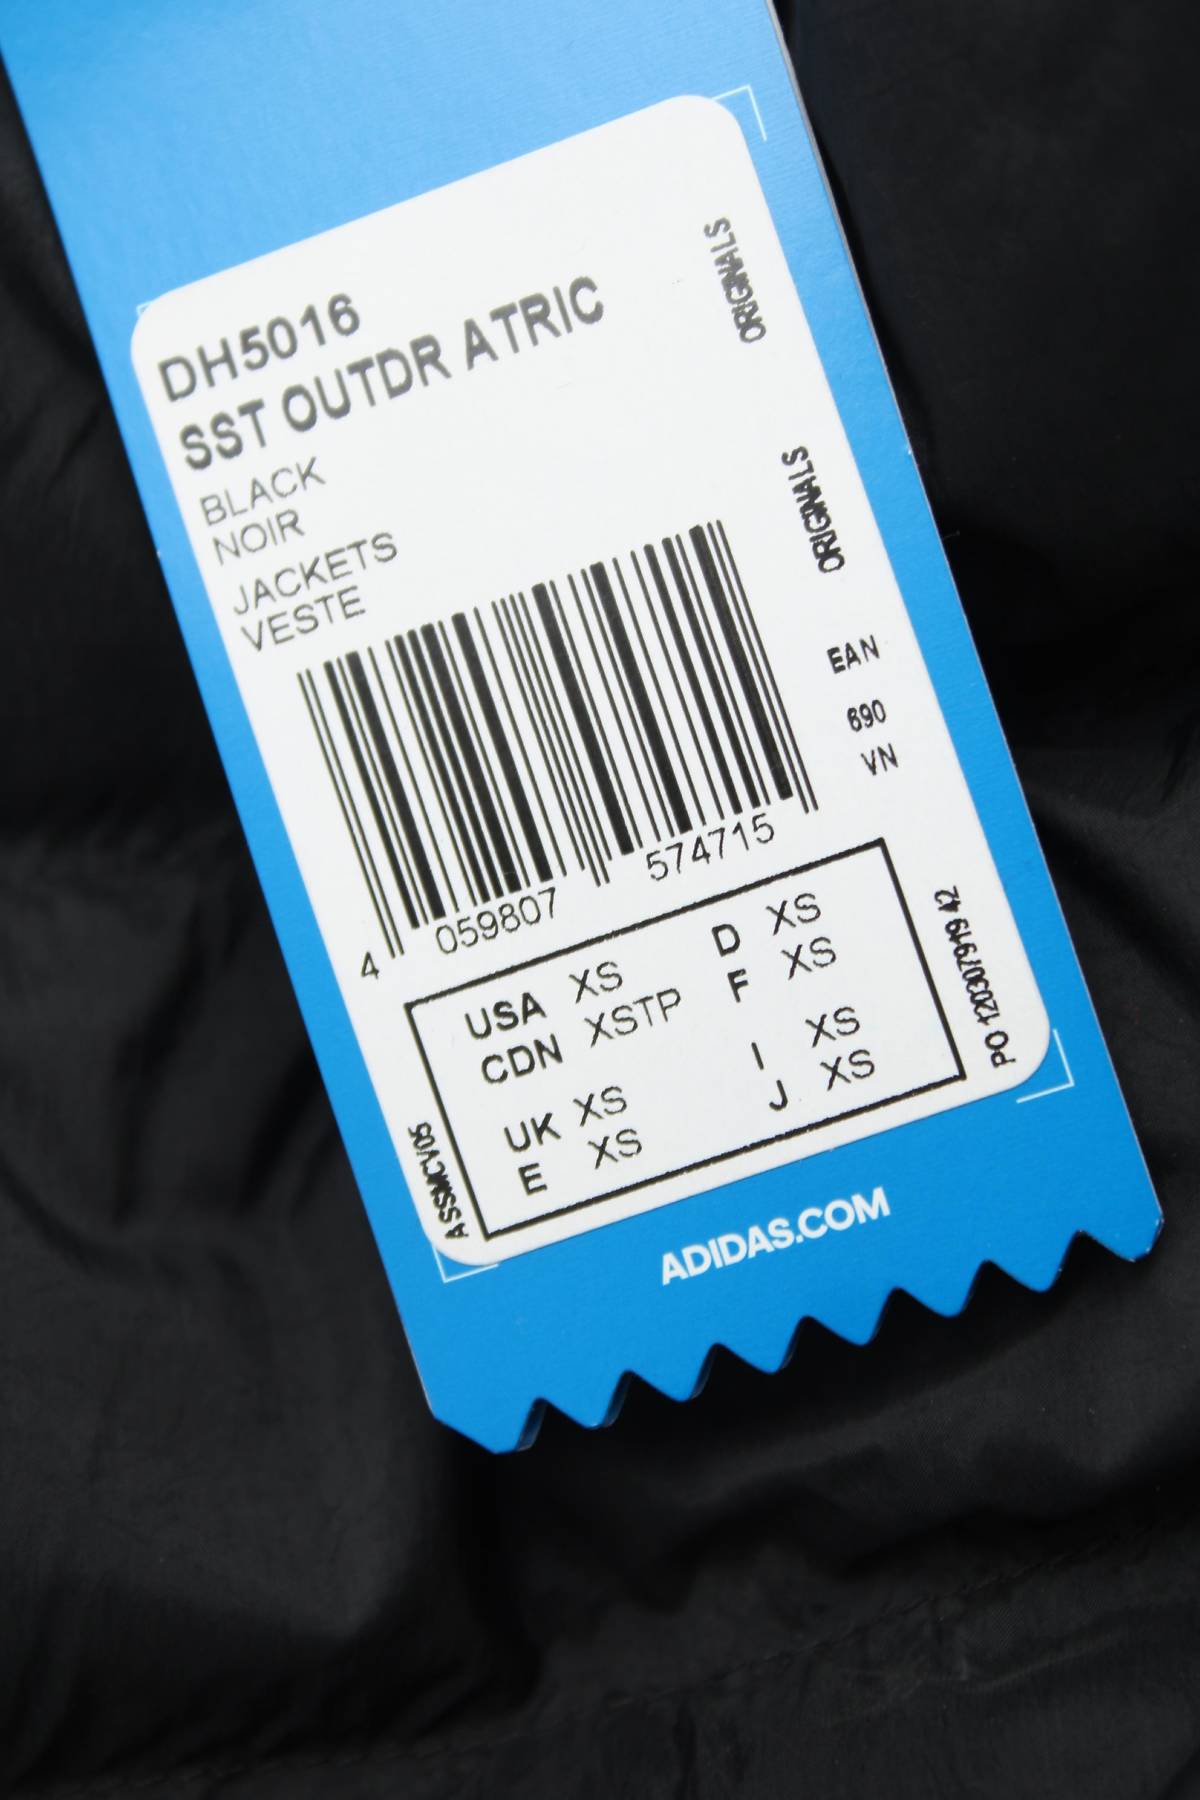 DH5016
SST OUTDR ATRIC
BLACK
NOIR
JACKETS
VESTE
ORIGINALS
ORIGINALS
EAN
690
VN
4 059807 574715
USA XS
CDN XSTP
UK XS
E XS
D XS
F XS
I XS
J XS
ASSMCV05
PO 120307919 42
ADIDAS.COM